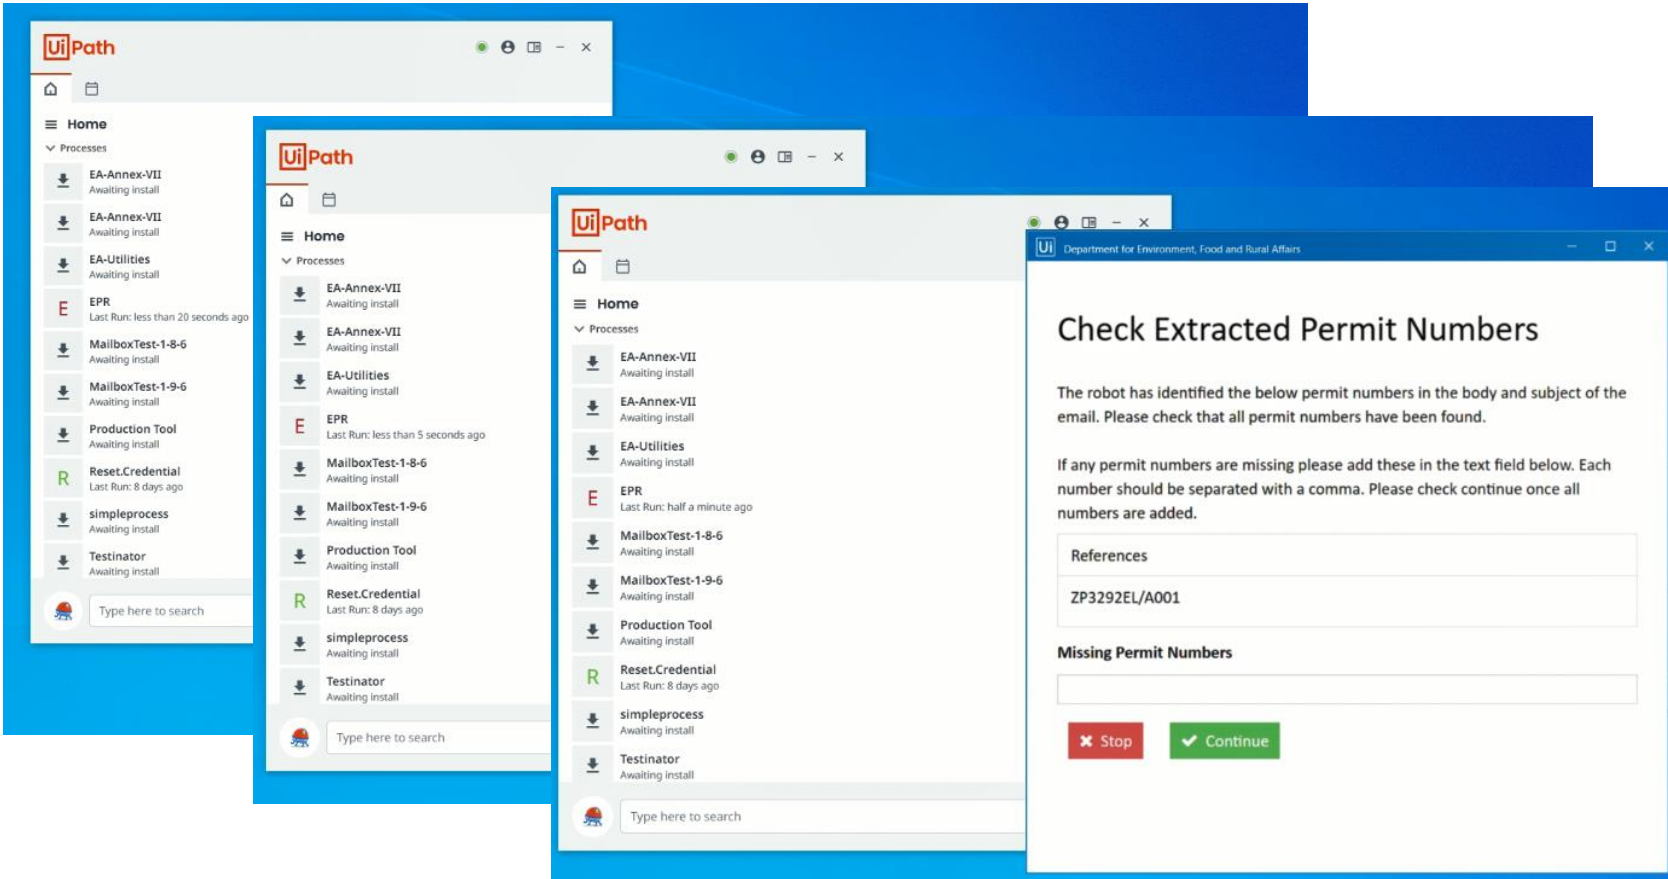 UiPath
Home
Processes
EA-Annex-VII
Awaiting install
EA-Annex-VII
Awaiting install
EA-Utilities
Awaiting install
E
EPR
Last Run: less than 20 seconds ago
MailboxTest-1-8-6
Awaiting install
MailboxTest-1-9-6
Awaiting install
Production Tool
Awaiting install
R
Reset.Credential
Last Run: 8 days ago
simpleprocess
Awaiting install
Testinator
Awaiting install
Type here to search
UiPath
Home
Processes
EA-Annex-VII
Awaiting install
EA-Annex-VII
Awaiting install
EA-Utilities
Awaiting install
E
EPR
Last Run: less than 5 seconds ago
MailboxTest-1-8-6
Awaiting install
MailboxTest-1-9-6
Awaiting install
Production Tool
Awaiting install
R
Reset.Credential
Last Run: 8 days ago
simpleprocess
Awaiting install
Testinator
Awaiting install
Type here to search
UiPath
Home
Processes
EA-Annex-VII
Awaiting install
EA-Annex-VII
Awaiting install
EA-Utilities
Awaiting install
E
EPR
Last Run: half a minute ago
MailboxTest-1-8-6
Awaiting install
MailboxTest-1-9-6
Awaiting install
Production Tool
Awaiting install
R
Reset.Credential
Last Run: 8 days ago
simpleprocess
Awaiting install
Testinator
Awaiting install
Type here to search
Ui Department for Environment, Food and Rural Affairs
Check Extracted Permit Numbers
The robot has identified the below permit numbers in the body and subject of the
email. Please check that all permit numbers have been found.
If any permit numbers are missing please add these in the text field below. Each
number should be separated with a comma. Please check continue once all
numbers are added.
References
ZP3292EL/A001
Missing Permit Numbers
Stop
Continue